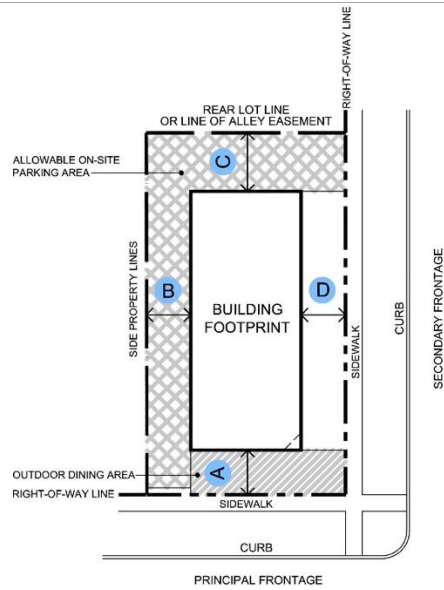 RIGHT-OF-WAY LINE
REAR LOT LINE
OR LINE OF ALLEY EASEMENT
ALLOWABLE ON-SITE
PARKING AREA
C
B
D
BUILDING
FOOTPRINT
SIDE PROPERTY LINES
SIDEWALK
CURB
SECONDARY FRONTAGE
OUTDOOR DINING AREA
A
RIGHT-OF-WAY LINE
SIDEWALK
CURB
PRINCIPAL FRONTAGE